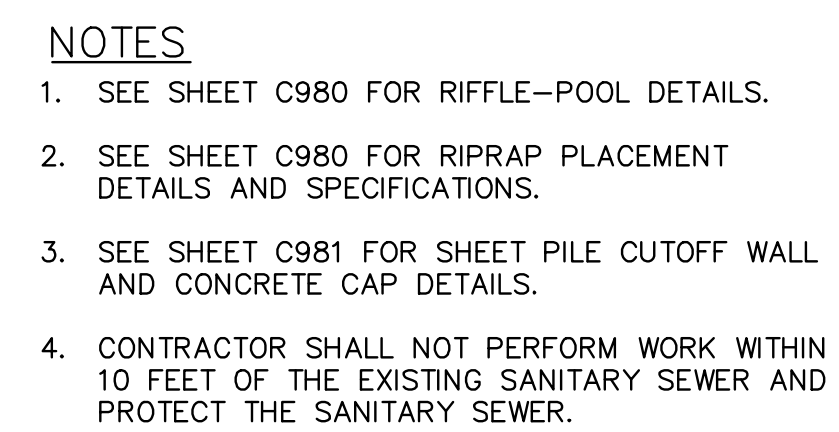 NOTES
1. SEE SHEET C980 FOR RIFFLE–POOL DETAILS.
2. SEE SHEET C980 FOR RIPRAP PLACEMENT
DETAILS AND SPECIFICATIONS.
3. SEE SHEET C981 FOR SHEET PILE CUTOFF WALL
AND CONCRETE CAP DETAILS.
4. CONTRACTOR SHALL NOT PERFORM WORK WITHIN
10 FEET OF THE EXISTING SANITARY SEWER AND
PROTECT THE SANITARY SEWER.